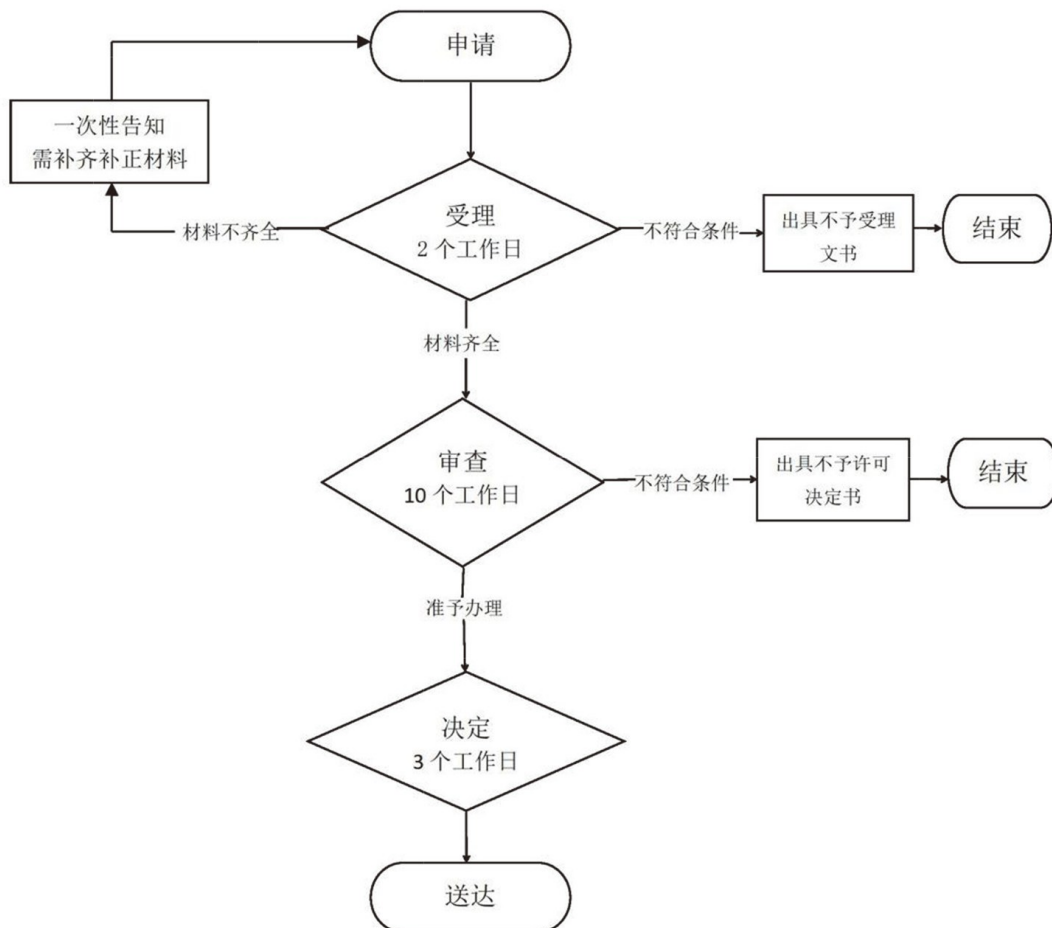 申请
一次性告知
需补齐补正材料
受理
2 个工作日
材料不齐全
不符合条件
出具不予受理
文书
结束
材料齐全
审查
10 个工作日
不符合条件
出具不予许可
决定书
结束
准予办理
决定
3 个工作日
送达